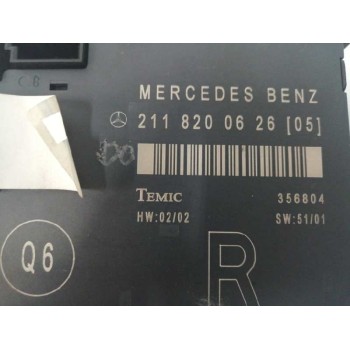 C B
MERCEDES BENZ
211 820 06 26 [05]
TEMIC 356804
HW:02/02 SW:51/01
Q6
R